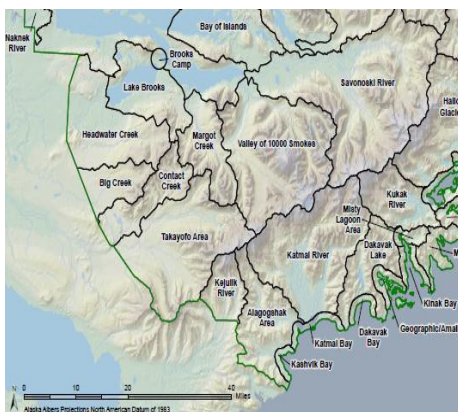 Naknek
River
Bay of Islands
Brooks
Camp
Lake Brooks
Savonoski River
Headwater Creek
Margot
Creek
Valley of 10000 Smokes
Big Creek
Contact
Creek
Kukak
River
Misty
Lagoon
Area
Takayofo Area
Katmai River
Dakavak
Lake
Kejulik
River
Alagogshak
Area
Kinak Bay
Katmai Bay
Dakavak
Bay
Kashvik Bay
0 10 20 40
Miles
Alaska Albers Projections North American Datum of 1983